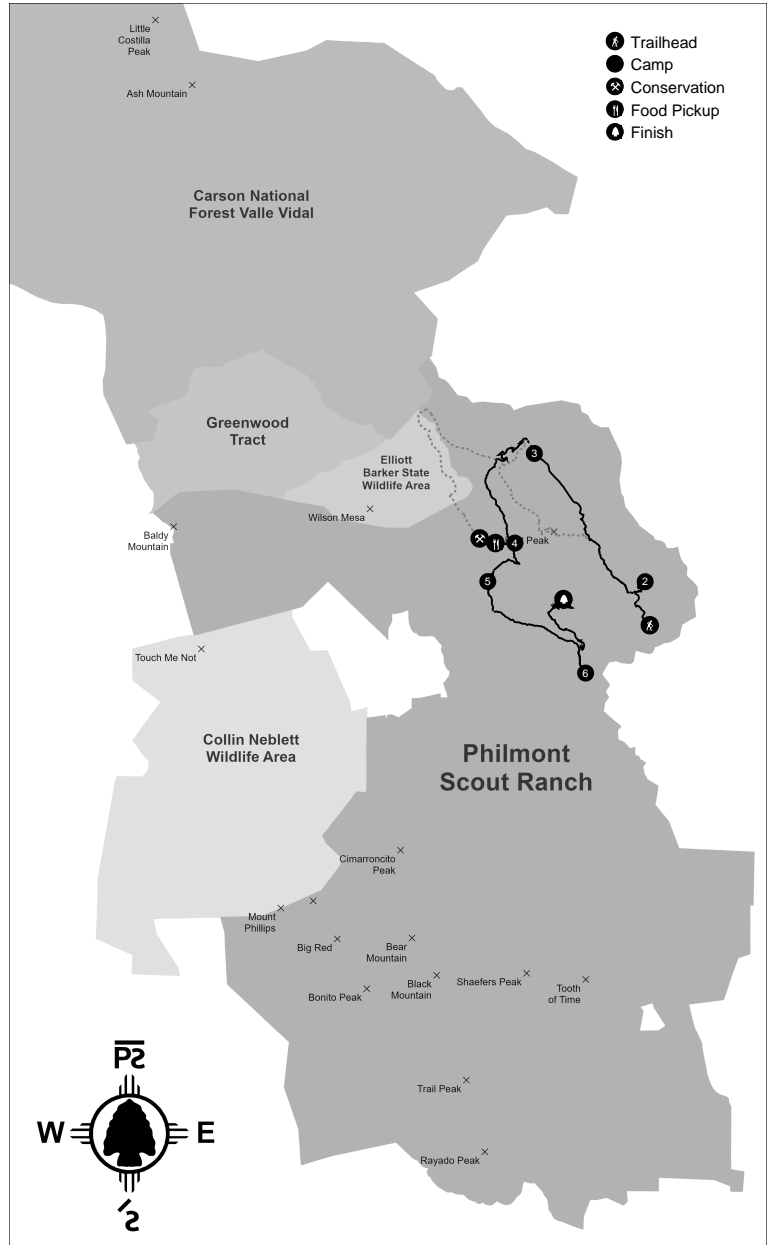 Little
Costilla
Peak
Ash Mountain
Trailhead
Camp
Conservation
Food Pickup
Finish
Carson National
Forest Valle Vidal
Greenwood
Tract
Elliott
Barker State
Wildlife Area
Wilson Mesa
Baldy
Mountain
3
4
Peak
5
2
6
Touch Me Not
Collin Neblett
Wildlife Area
Philmont
Scout Ranch
Cimarroncito
Peak
Mount
Phillips
Big Red
Bear
Mountain
Bonito Peak
Black
Mountain
Shaefers Peak
Tooth
of Time
Trail Peak
Rayado Peak
W
E